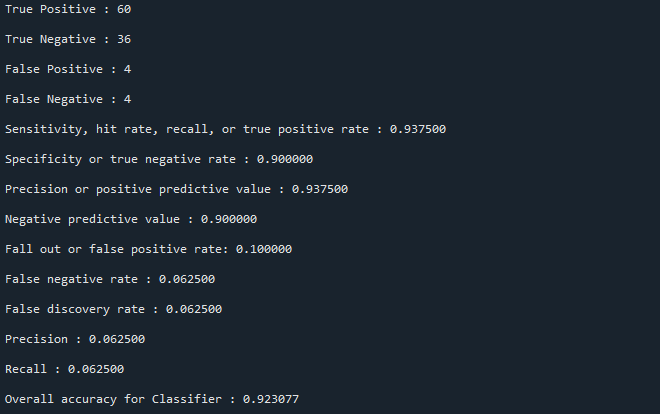 True Positive : 60
True Negative : 36
False Positive : 4
False Negative : 4
Sensitivity, hit rate, recall, or true positive rate : 0.937500
Specificity or true negative rate : 0.900000
Precision or positive predictive value : 0.937500
Negative predictive value : 0.900000
Fall out or false positive rate: 0.100000
False negative rate : 0.062500
False discovery rate : 0.062500
Precision : 0.062500
Recall : 0.062500
Overall accuracy for Classifier : 0.923077